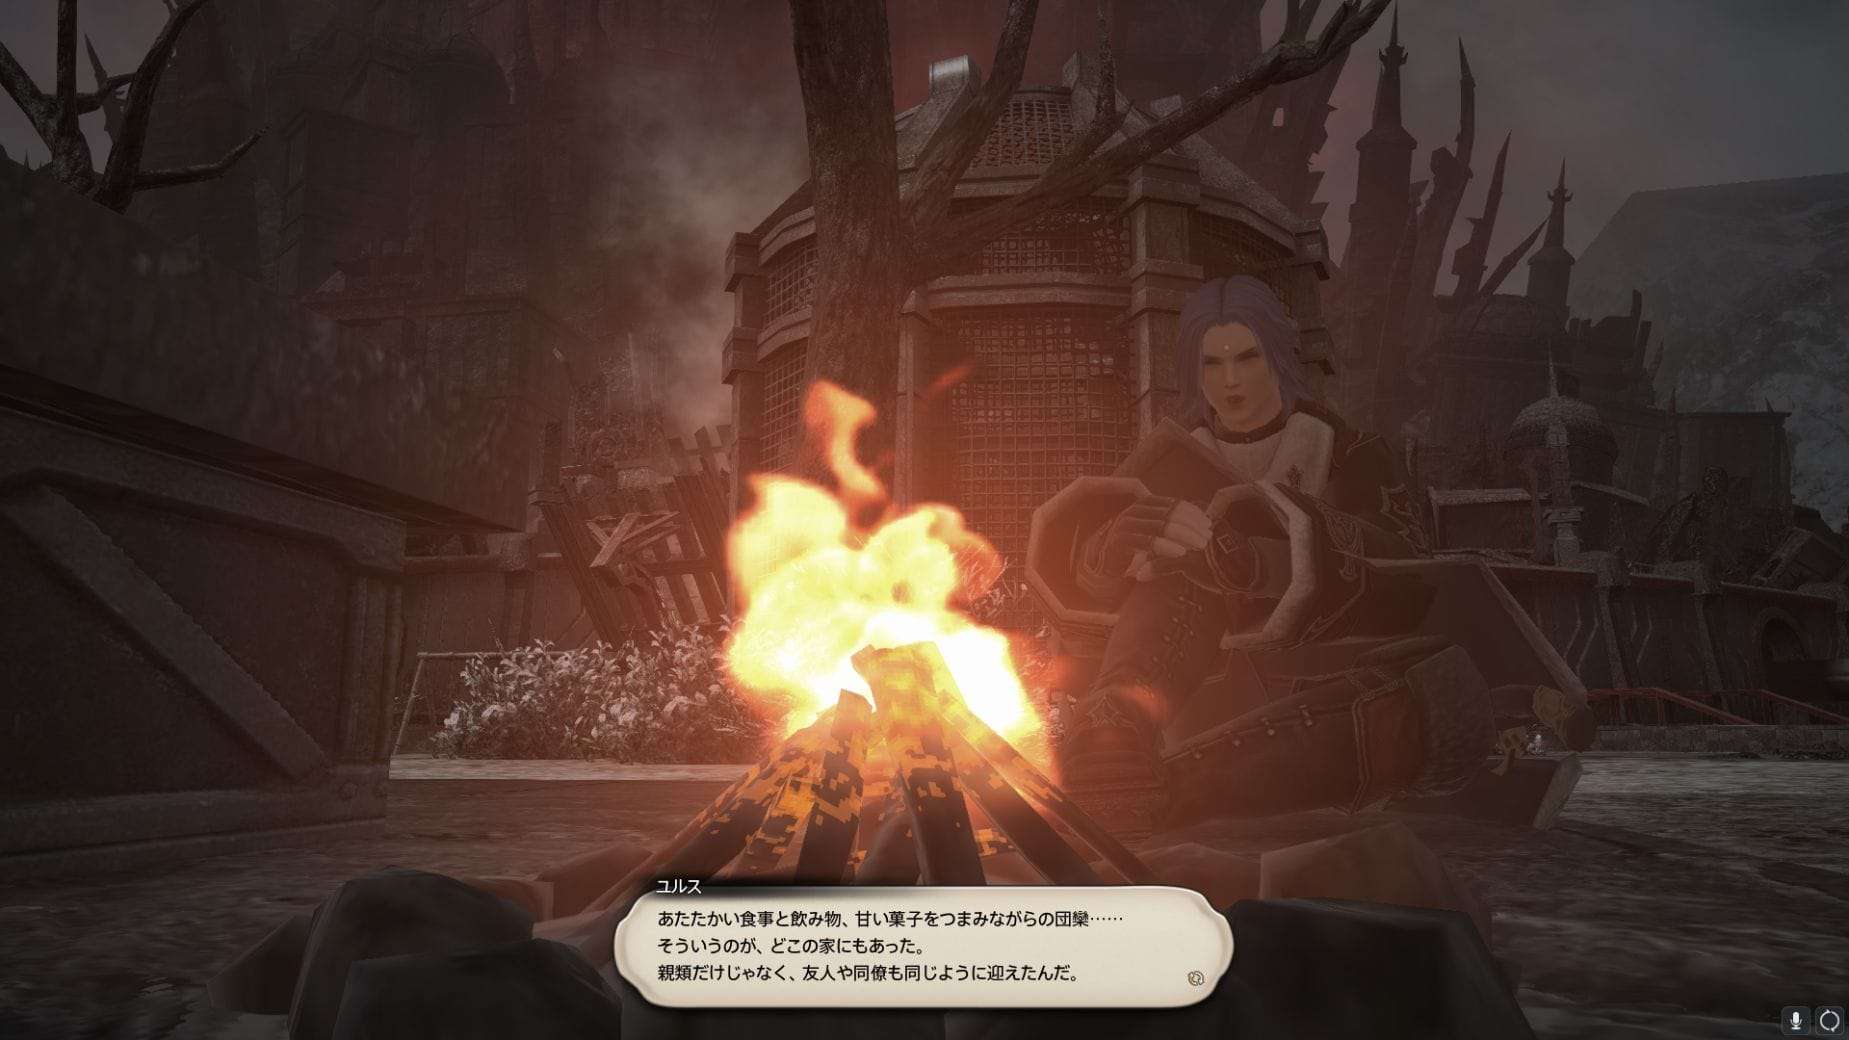 ユルス
あたたかい食事と飲み物、甘い菓子をつまみながらの団欒……
そういうのが、どこの家にもあった。
親類だけじゃなく、友人や同僚も同じように迎えたんだ。